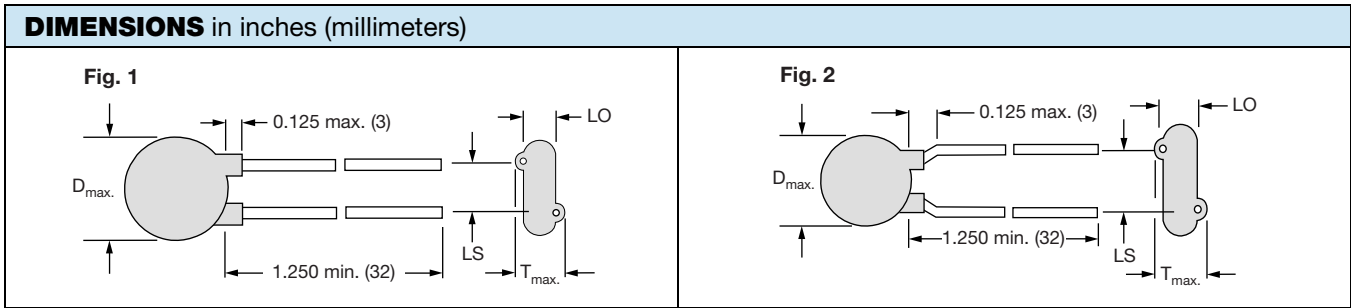 DIMENSIONS in inches (millimeters)
Fig. 1
0.125 max. (3)
LO
Dmax.
LS
1.250 min. (32)
Tmax.
Fig. 2
0.125 max. (3)
LO
Dmax.
1.250 min. (32)
LS
Tmax.